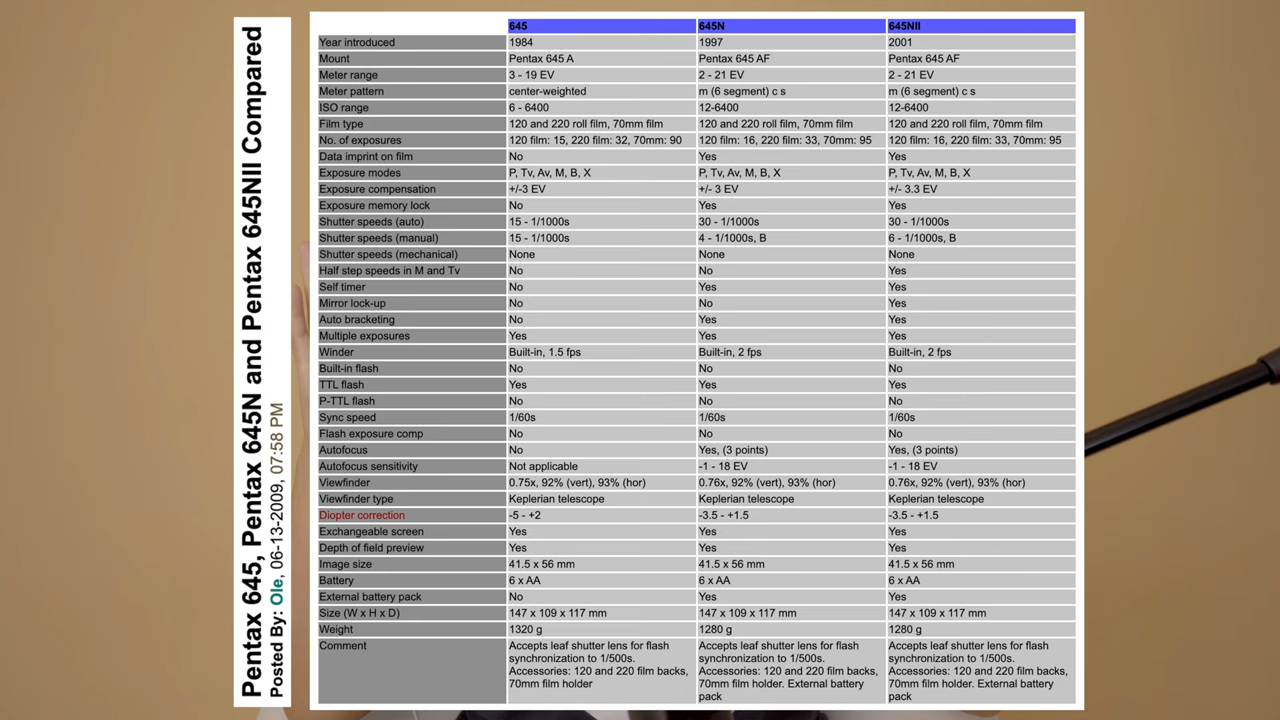 Pentax 645, Pentax 645N and Pentax 645NII Compared
Posted By: Ole, 06-13-2009, 07:58 PM
645 645N 645NII
Year introduced 1984 1997 2001
Mount Pentax 645 A Pentax 645 AF Pentax 645 AF
Meter range 3 - 19 EV 2 - 21 EV 2 - 21 EV
Meter pattern center-weighted m (6 segment) c s m (6 segment) c s
ISO range 6 - 6400 12-6400 12-6400
Film type 120 and 220 roll film, 70mm film 120 and 220 roll film, 70mm film 120 and 220 roll film, 70mm film
No. of exposures 120 film: 15, 220 film: 32, 70mm: 90 120 film: 16, 220 film: 33, 70mm: 95 120 film: 16, 220 film: 33, 70mm: 95
Data imprint on film No Yes Yes
Exposure modes P, Tv, Av, M, B, X P, Tv, Av, M, B, X P, Tv, Av, M, B, X
Exposure compensation +/-3 EV +/- 3 EV +/- 3.3 EV
Exposure memory lock No Yes Yes
Shutter speeds (auto) 15 - 1/1000s 30 - 1/1000s 30 - 1/1000s
Shutter speeds (manual) 15 - 1/1000s 4 - 1/1000s, B 6 - 1/1000s, B
Shutter speeds (mechanical) None None None
Half step speeds in M and Tv No No Yes
Self timer No Yes Yes
Mirror lock-up No No Yes
Auto bracketing No Yes Yes
Multiple exposures Yes Yes Yes
Winder Built-in, 1.5 fps Built-in, 2 fps Built-in, 2 fps
Built-in flash No No No
TTL flash Yes Yes Yes
P-TTL flash No No No
Sync speed 1/60s 1/60s 1/60s
Flash exposure comp No No No
Autofocus No Yes, (3 points) Yes, (3 points)
Autofocus sensitivity Not applicable -1 - 18 EV -1 - 18 EV
Viewfinder 0.75x, 92% (vert), 93% (hor) 0.76x, 92% (vert), 93% (hor) 0.76x, 92% (vert), 93% (hor)
Viewfinder type Keplerian telescope Keplerian telescope Keplerian telescope
Diopter correction -5 - +2 -3.5 - +1.5 -3.5 - +1.5
Exchangeable screen Yes Yes Yes
Depth of field preview Yes Yes Yes
Image size 41.5 x 56 mm 41.5 x 56 mm 41.5 x 56 mm
Battery 6 x AA 6 x AA 6 x AA
External battery pack No Yes Yes
Size (W x H x D) 147 x 109 x 117 mm 147 x 109 x 117 mm 147 x 109 x 117 mm
Weight 1320 g 1280 g 1280 g
Comment Accepts leaf shutter lens for flash Accepts leaf shutter lens for flash Accepts leaf shutter lens for flash
synchronization to 1/500s. synchronization to 1/500s. synchronization to 1/500s.
Accessories: 120 and 220 film backs, Accessories: 120 and 220 film backs, Accessories: 120 and 220 film backs,
70mm film holder 70mm film holder. External battery 70mm film holder. External battery
pack pack